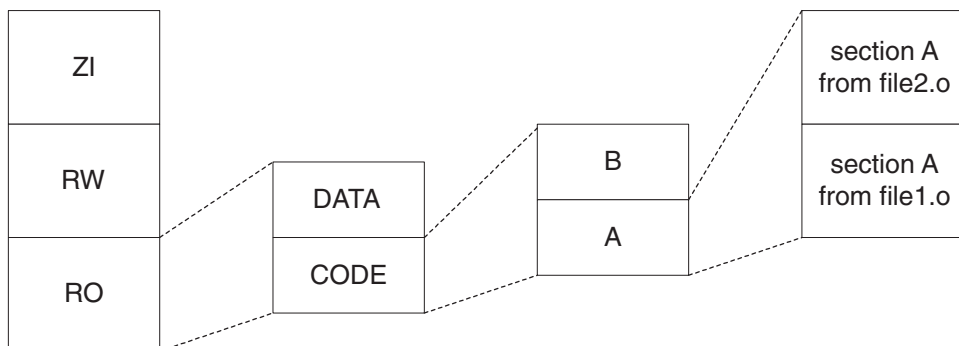 ZI
RW
RO
DATA
CODE
B
A
section A
from file2.o
section A
from file1.o